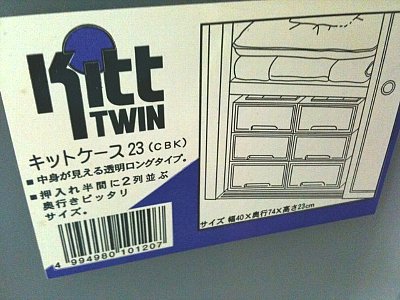 Kitt
TWIN
キットケース23(CBK)
■中身が見える透明ロングタイプ。
■押入れ半間に2列並ぶ
奥行きピッタリ
サイズ。
サイズ 幅40×奥行74×高さ23cm
4 994980 101207